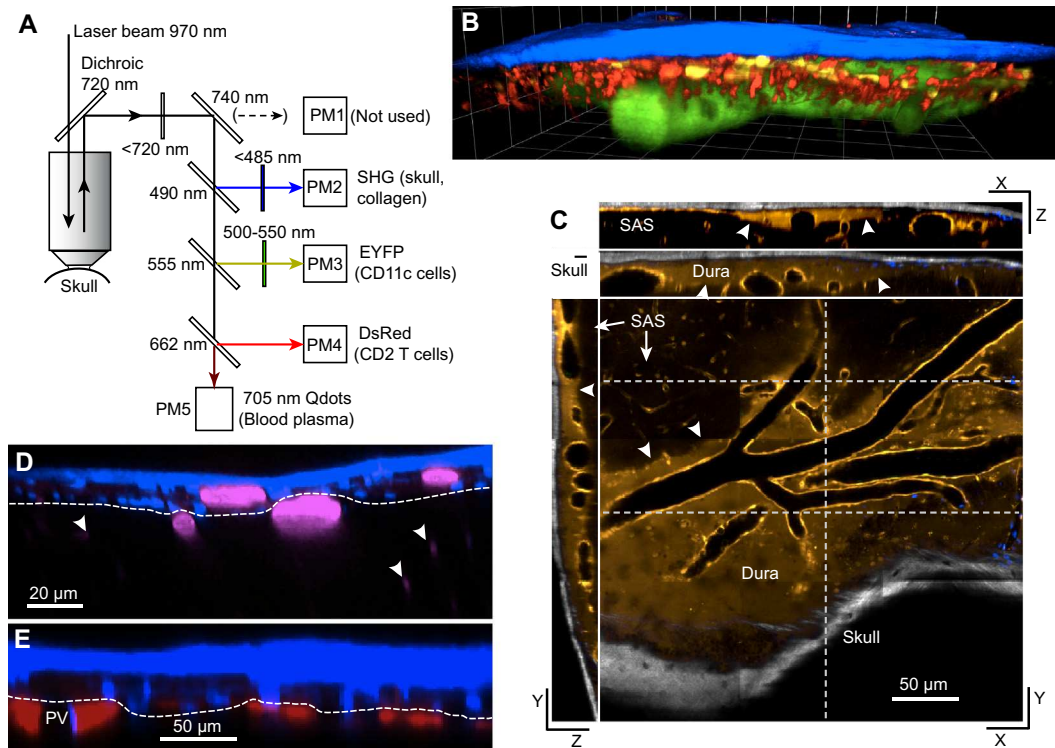 A
Laser beam 970 nm
Dichroic
720 nm
740 nm
PM1
(Not used)
<720 nm
<485 nm
490 nm
PM2
SHG (skull,
collagen)
500-550 nm
555 nm
PM3
EYFP
(CD11c cells)
Skull
662 nm
PM4
DsRed
(CD2 T cells)
PM5
705 nm Qdots
(Blood plasma)
B
C
X
Z
SAS
Skull
Dura
SAS
Dura
Skull
50 µm
Y
Z
Y
X
D
20 µm
E
PV
50 µm